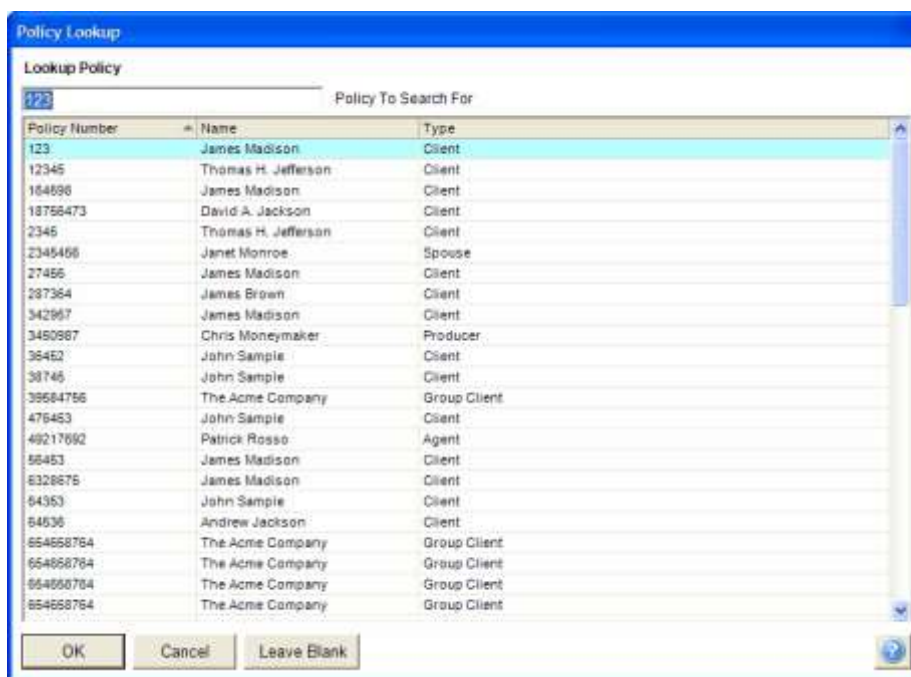 Policy Lookup
Lookup Policy
123 Policy To Search For
Policy Number Name Type
123 James Madison Client
12345 Thomas H. Jefferson Client
164698 James Madison Client
18756473 David A. Jackson Client
2345 Thomas H. Jefferson Client
2345456 Janet Monroe Spouse
27456 James Madison Client
287364 James Brown Client
342957 James Madison Client
3450987 Chris Moneymaker Producer
36452 John Sample Client
38745 John Sample Client
39584756 The Acme Company Group Client
476453 John Sample Client
49217692 Patrick Rosso Agent
56453 James Madison Client
6328675 James Madison Client
64353 John Sample Client
64536 Andrew Jackson Client
654658764 The Acme Company Group Client
654658764 The Acme Company Group Client
654658764 The Acme Company Group Client
654658764 The Acme Company Group Client
OK Cancel Leave Blank